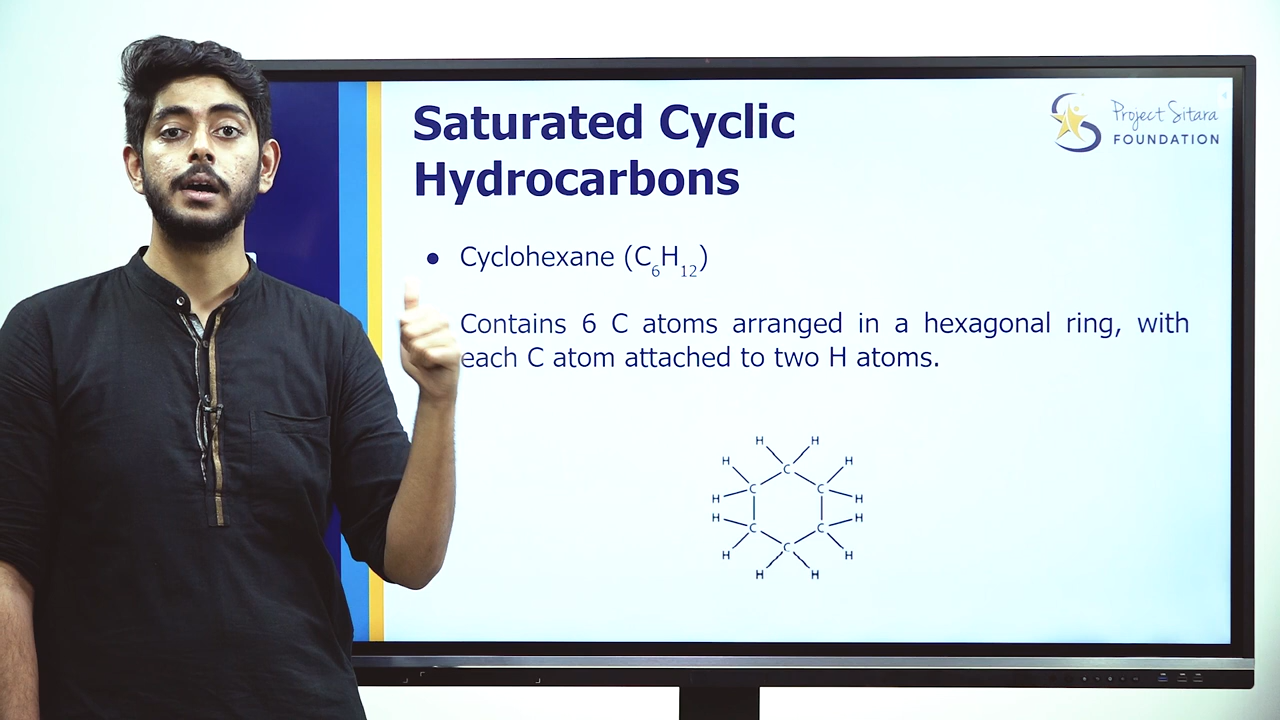 Saturated Cyclic
Hydrocarbons
Project Sitara
FOUNDATION
● Cyclohexane (C₆H₁₂)
Contains 6 C atoms arranged in a hexagonal ring, with
each C atom attached to two H atoms.
H H
H C H
H C C H
H C C H
H C H
H H